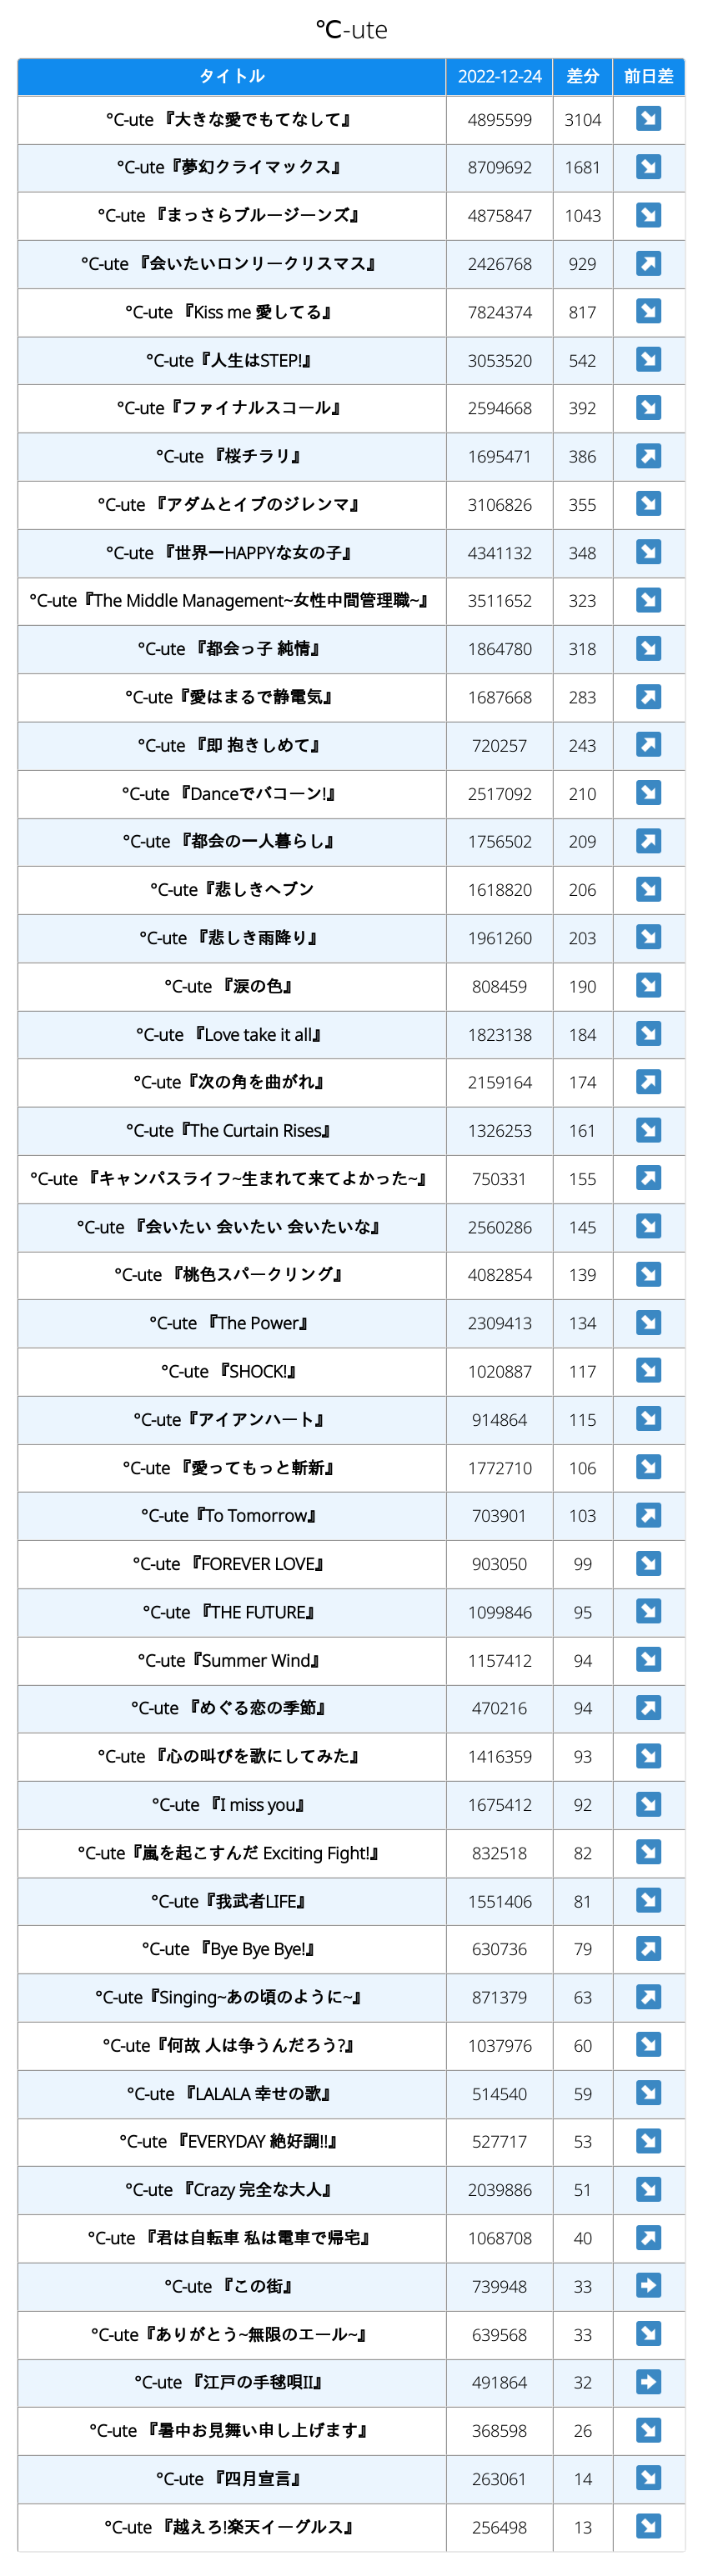 ℃-ute
タイトル 2022-12-24 差分 前日差
°C-ute 『大きな愛でもてなして』 4895599 3104 ↘
°C-ute『夢幻クライマックス』 8709692 1681 ↘
°C-ute 『まっさらブルージーンズ』 4875847 1043 ↘
°C-ute 『会いたいロンリークリスマス』 2426768 929 ↗
°C-ute 『Kiss me 愛してる』 7824374 817 ↘
°C-ute『人生はSTEP!』 3053520 542 ↘
°C-ute『ファイナルスコール』 2594668 392 ↘
°C-ute 『桜チラリ』 1695471 386 ↗
°C-ute 『アダムとイブのジレンマ』 3106826 355 ↘
°C-ute 『世界一HAPPYな女の子』 4341132 348 ↘
°C-ute『The Middle Management~女性中間管理職~』 3511652 323 ↘
°C-ute 『都会っ子 純情』 1864780 318 ↘
°C-ute『愛はまるで静電気』 1687668 283 ↗
°C-ute 『即 抱きしめて』 720257 243 ↗
°C-ute 『Danceでバコーン!』 2517092 210 ↘
°C-ute 『都会の一人暮らし』 1756502 209 ↗
°C-ute『悲しきヘブン 1618820 206 ↘
°C-ute 『悲しき雨降り』 1961260 203 ↘
°C-ute 『涙の色』 808459 190 ↘
°C-ute 『Love take it all』 1823138 184 ↘
°C-ute『次の角を曲がれ』 2159164 174 ↗
°C-ute『The Curtain Rises』 1326253 161 ↘
°C-ute 『キャンパスライフ~生まれて来てよかった~』 750331 155 ↗
°C-ute 『会いたい 会いたい 会いたいな』 2560286 145 ↘
°C-ute 『桃色スパークリング』 4082854 139 ↘
°C-ute 『The Power』 2309413 134 ↘
°C-ute 『SHOCK!』 1020887 117 ↘
°C-ute『アイアンハート』 914864 115 ↘
°C-ute 『愛ってもっと斬新』 1772710 106 ↘
°C-ute『To Tomorrow』 703901 103 ↗
°C-ute 『FOREVER LOVE』 903050 99 ↘
°C-ute 『THE FUTURE』 1099846 95 ↘
°C-ute『Summer Wind』 1157412 94 ↘
°C-ute 『めぐる恋の季節』 470216 94 ↗
°C-ute 『心の叫びを歌にしてみた』 1416359 93 ↘
°C-ute 『I miss you』 1675412 92 ↘
°C-ute『嵐を起こすんだ Exciting Fight!』 832518 82 ↘
°C-ute『我武者LIFE』 1551406 81 ↘
°C-ute 『Bye Bye Bye!』 630736 79 ↗
°C-ute『Singing~あの頃のように~』 871379 63 ↗
°C-ute『何故 人は争うんだろう?』 1037976 60 ↘
°C-ute 『LALALA 幸せの歌』 514540 59 ↘
°C-ute 『EVERYDAY 絶好調!!』 527717 53 ↘
°C-ute 『Crazy 完全な大人』 2039886 51 ↘
°C-ute 『君は自転車 私は電車で帰宅』 1068708 40 ↗
°C-ute 『この街』 739948 33 ➡
°C-ute『ありがとう~無限のエール~』 639568 33 ↘
°C-ute 『江戸の手毬唄II』 491864 32 ➡
°C-ute 『暑中お見舞い申し上げます』 368598 26 ↘
°C-ute 『四月宣言』 263061 14 ↘
°C-ute 『越えろ!楽天イーグルス』 256498 13 ↘